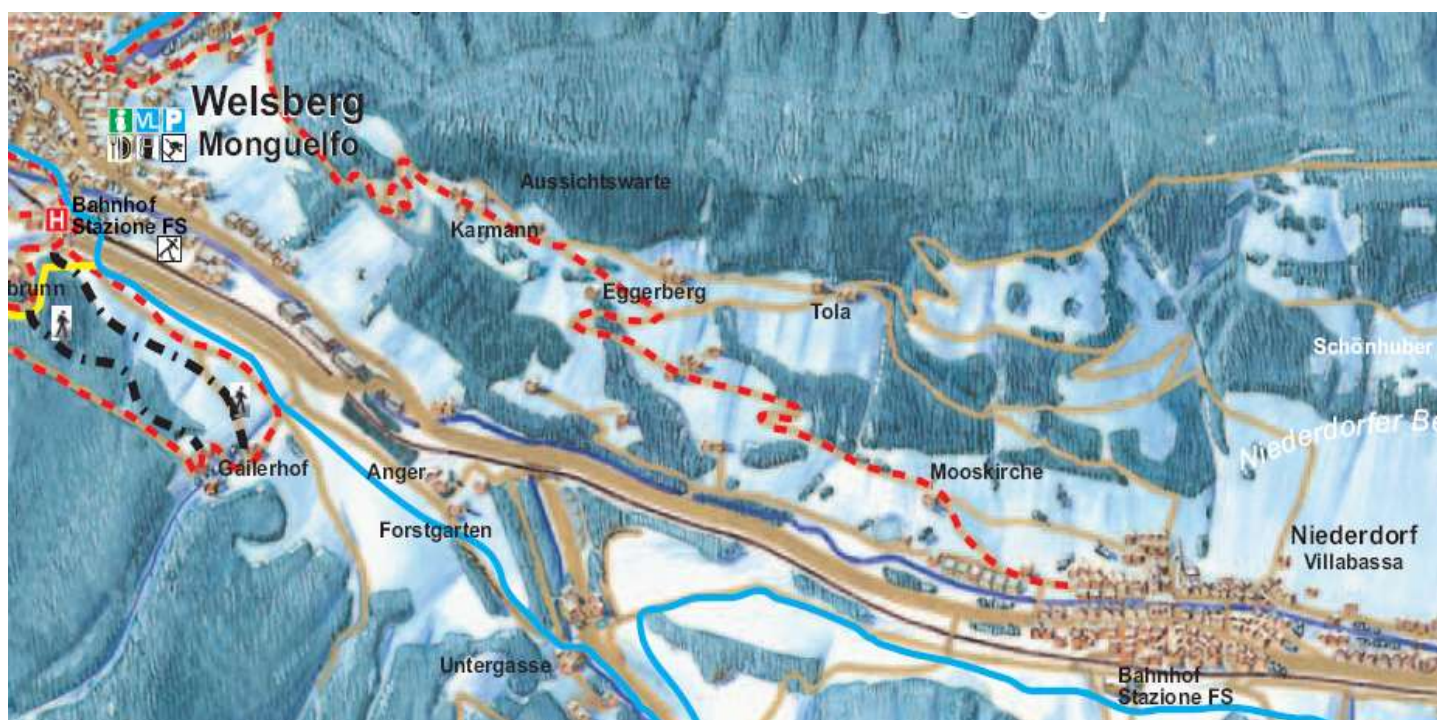 Welsberg
i VL P
Monguelfo
Aussichtswarte
Bahnhof
Stazione FS
H
Karmann
brunn
Eggerberg
Tola
Schönhuber
Niederdorfer Be
Gailerhof
Anger
Mooskirche
Forstgarten
Niederdorf
Villabassa
Untergasse
Bahnhof
Stazione FS